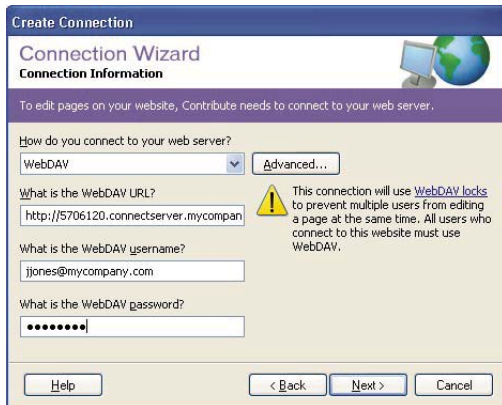 Create Connection
Connection Wizard
Connection Information
To edit pages on your website, Contribute needs to connect to your web server.
How do you connect to your web server?
WebDAV
Advanced...
What is the WebDAV URL?
http://5706120.connectserver.mycompan
This connection will use WebDAV locks
to prevent multiple users from editing
a page at the same time. All users who
connect to this website must use
WebDAV.
What is the WebDAV username?
jjones@mycompany.com
What is the WebDAV password?
●●●●●●●●
Help
< Back
Next >
Cancel